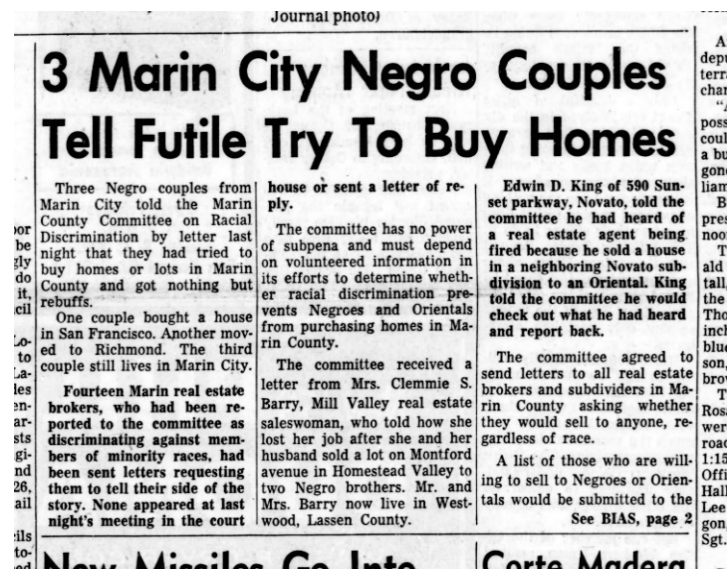 Journal photo)
3 Marin City Negro Couples
Tell Futile Try To Buy Homes
Three Negro couples from
Marin City told the Marin
County Committee on Racial
Discrimination by letter last
night that they had tried to
buy homes or lots in Marin
County and got nothing but
rebuffs.
One couple bought a house
in San Francisco. Another mov-
ed to Richmond. The third
couple still lives in Marin City.
Fourteen Marin real estate
brokers, who had been re-
ported to the committee as
discriminating against mem-
bers of minority races, had
been sent letters requesting
them to tell their side of the
story. None appeared at last
night's meeting in the court
house or sent a letter of re-
ply.
The committee has no power
of subpena and must depend
on volunteered information in
its efforts to determine wheth-
er racial discrimination pre-
vents Negroes and Orientals
from purchasing homes in Ma-
rin County.
The committee received a
letter from Mrs. Clemmie S.
Barry, Mill Valley real estate
saleswoman, who told how she
lost her job after she and her
husband sold a lot on Montford
avenue in Homestead Valley to
two Negro brothers. Mr. and
Mrs. Barry now live in West-
wood, Lassen County.
Edwin D. King of 590 Sun-
set parkway, Novato, told the
committee he had heard of
a real estate agent being
fired because he sold a house
in a neighboring Novato sub-
division to an Oriental. King
told the committee he would
check out what he had heard
and report back.
The committee agreed to
send letters to all real estate
brokers and subdividers in Ma-
rin County asking whether
they would sell to anyone, re-
gardless of race.
A list of those who are will-
ing to sell to Negroes or Orien-
tals would be submitted to the
See BIAS, page 2
New Missiles Go Into
Corte Madera